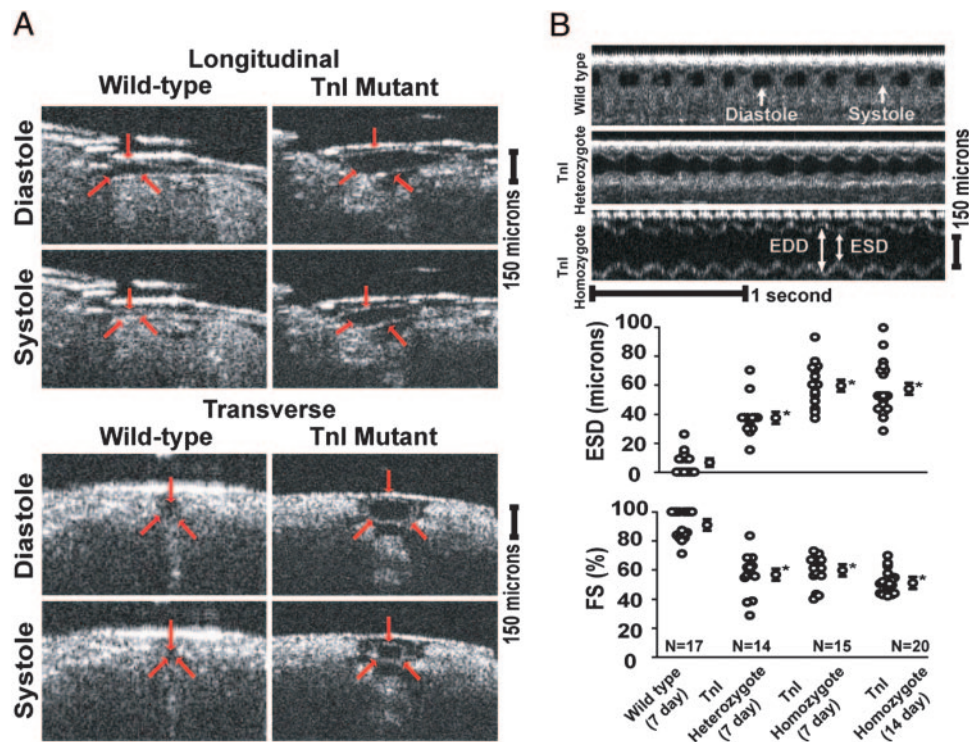 A
Longitudinal
Wild-type TnI Mutant
Diastole
Systole
150 microns
Transverse
Wild-type TnI Mutant
Diastole
Systole
150 microns
B
Wild type
Diastole Systole
TnI
Heterozygote
TnI
Homozygote
EDD ESD
150 microns
1 second
ESD (microns)
100
80
60
40
20
0
* * *
FS (%)
100
80
60
40
20
0
* * *
N=17 N=14 N=15 N=20
Wild type
(7 day)
TnI
Heterozygote
(7 day)
TnI
Homozygote
(7 day)
TnI
Homozygote
(14 day)